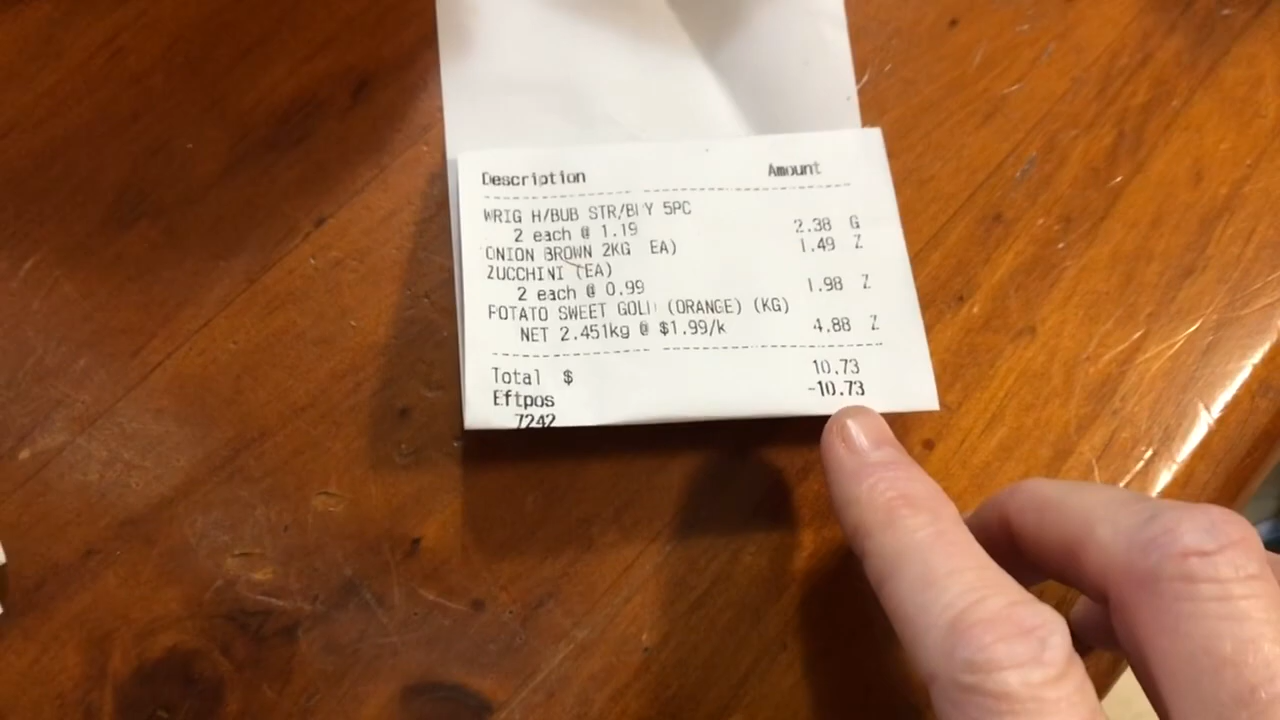 Description Amount
WRIG H/BUB STR/BL Y 5PC
2 each @ 1.19 2.38 G
ONION BROWN 2KG EA) 1.49 Z
ZUCCHINI (EA)
2 each @ 0.99 1.98 Z
POTATO SWEET GOL (ORANGE) (KG)
NET 2.451kg @ $1.99/k 4.88 Z
Total $ 10.73
Eftpos -10.73
7242